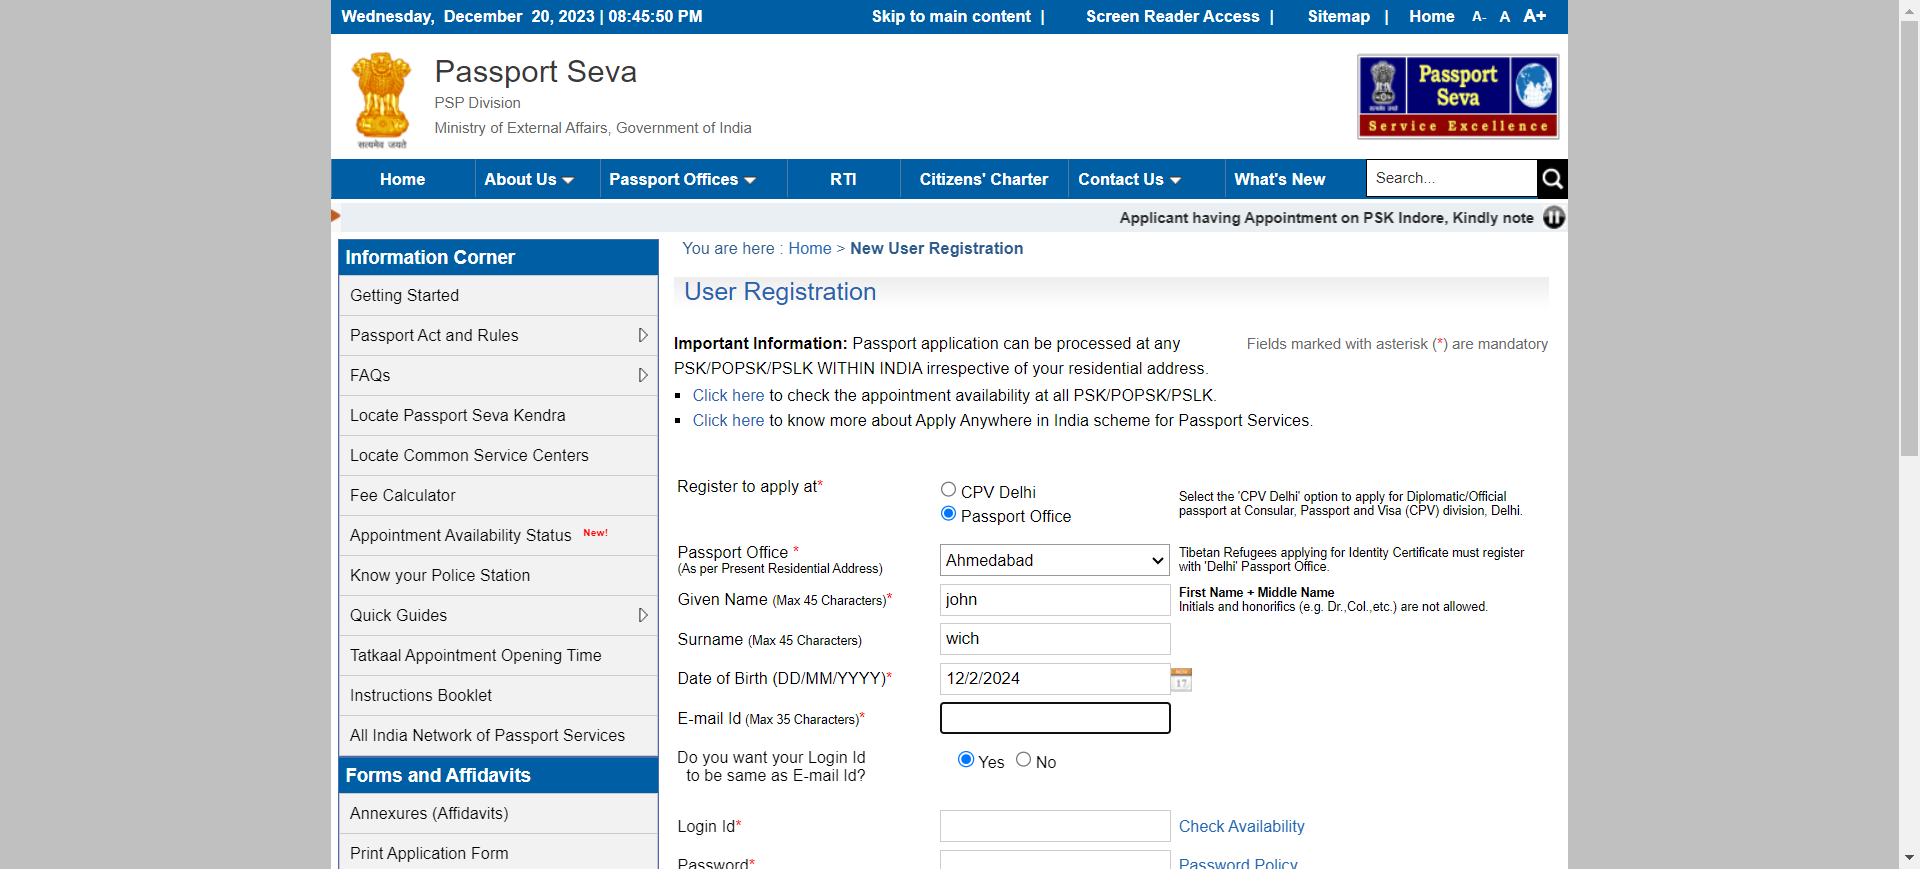 Wednesday, December 20, 2023 | 08:45:50 PM
Skip to main content |
Screen Reader Access |
Sitemap |
Home
A- A A+
सत्यमेव जयते
Passport Seva
PSP Division
Ministry of External Affairs, Government of India
Passport
Seva
Service Excellence
Home
About Us
Passport Offices
RTI
Citizens' Charter
Contact Us
What's New
Search...
Applicant having Appointment on PSK Indore, Kindly note
Information Corner
Getting Started
Passport Act and Rules
FAQs
Locate Passport Seva Kendra
Locate Common Service Centers
Fee Calculator
Appointment Availability Status New!
Know your Police Station
Quick Guides
Tatkaal Appointment Opening Time
Instructions Booklet
All India Network of Passport Services
Forms and Affidavits
Annexures (Affidavits)
Print Application Form
You are here : Home > New User Registration
User Registration
Important Information: Passport application can be processed at any
PSK/POPSK/PSLK WITHIN INDIA irrespective of your residential address.
Fields marked with asterisk (*) are mandatory
Click here to check the appointment availability at all PSK/POPSK/PSLK.
Click here to know more about Apply Anywhere in India scheme for Passport Services.
Register to apply at*
CPV Delhi
Passport Office
Select the 'CPV Delhi' option to apply for Diplomatic/Official
passport at Consular, Passport and Visa (CPV) division, Delhi.
Passport Office *
(As per Present Residential Address)
Ahmedabad
Tibetan Refugees applying for Identity Certificate must register
with 'Delhi' Passport Office.
Given Name (Max 45 Characters)*
john
First Name + Middle Name
Initials and honorifics (e.g. Dr.,Col.,etc.) are not allowed.
Surname (Max 45 Characters)
wich
Date of Birth (DD/MM/YYYY)*
12/2/2024
17
E-mail Id (Max 35 Characters)*
Do you want your Login Id
to be same as E-mail Id?
Yes
No
Login Id*
Check Availability
Password*
Password Policy